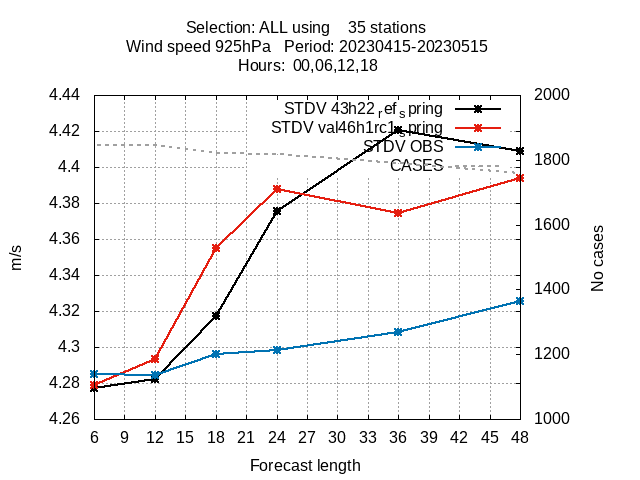 Selection: ALL using 35 stations
Wind speed 925hPa Period: 20230415-20230515
Hours: 00,06,12,18
STDV 43h22refspring
STDV val46h1rc1spring
STDV OBS
CASES
4.44
4.42
4.4
4.38
4.36
4.34
4.32
4.3
4.28
4.26
2000
1800
1600
1400
1200
1000
m/s
No cases
6 9 12 15 18 21 24 27 30 33 36 39 42 45 48
Forecast length